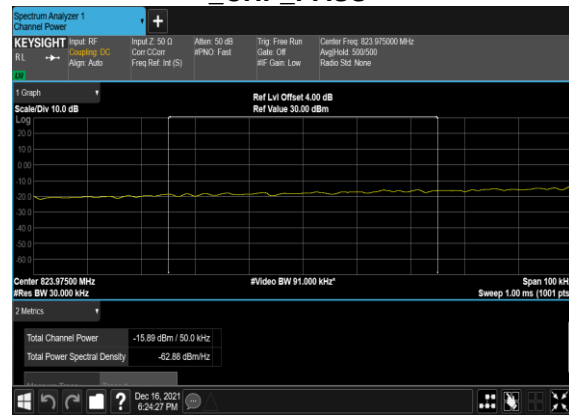 Spectrum Analyzer 1
Channel Power
+
KEYSIGHT
Input: RF
Coupling: DC
Align: Auto
Input Z: 50 Ω
Corr CCorr
Freq Ref: Int (S)
Atten: 50 dB
#PNO: Fast
Trig: Free Run
Gate: Off
#IF Gain: Low
Center Freq: 823.975000 MHz
Avg|Hold: 500/500
Radio Std: None
RL
1 Graph
Scale/Div 10.0 dB
Ref Lvl Offset 4.00 dB
Ref Value 30.00 dBm
Log
20.0
10.0
0.00
-10.0
-20.0
-30.0
-40.0
-50.0
-60.0
Center 823.97500 MHz
#Video BW 91.000 kHz*
Span 100 kH
#Res BW 30.000 kHz
Sweep 1.00 ms (1001 pts
2 Metrics
Total Channel Power -15.89 dBm / 50.0 kHz
Total Power Spectral Density -62.88 dBm/Hz
?
Dec 16, 2021
6:24:27 PM